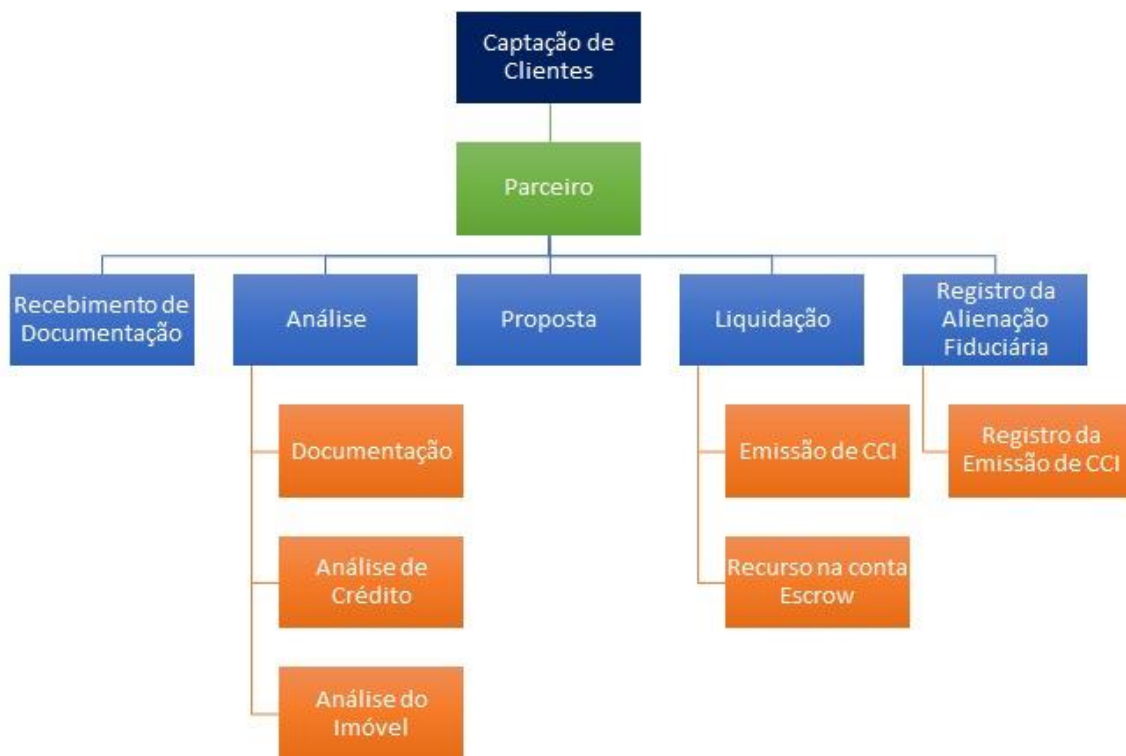 Captação de
Clientes
Parceiro
Recebimento de
Documentação
Análise
Proposta
Liquidação
Registro da
Alienação
Fiduciária
Documentação
Análise de
Crédito
Análise do
Imóvel
Emissão de CCI
Recurso na conta
Escrow
Registro da
Emissão de CCI